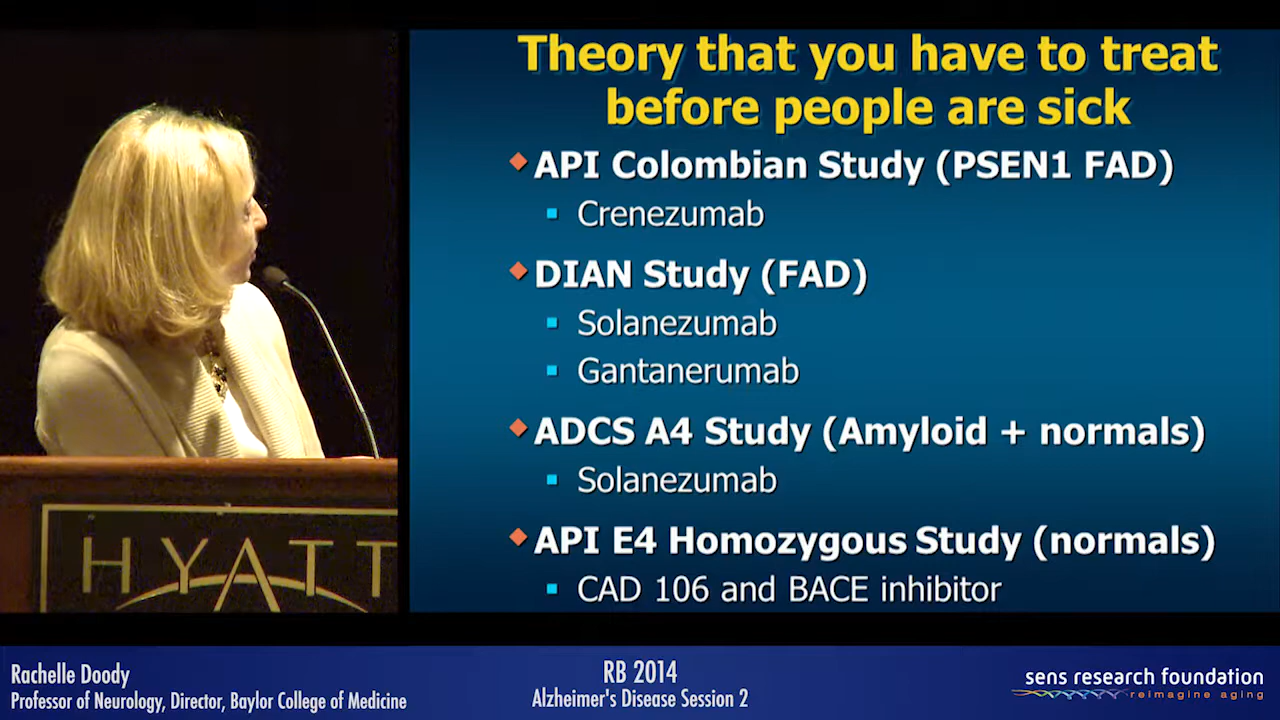 Theory that you have to treat
before people are sick
API Colombian Study (PSEN1 FAD)
Crenezumab
DIAN Study (FAD)
Solanezumab
Gantanerumab
ADCS A4 Study (Amyloid + normals)
Solanezumab
API E4 Homozygous Study (normals)
CAD 106 and BACE inhibitor
HYATT
Rachelle Doody
Professor of Neurology, Director, Baylor College of Medicine
RB 2014
Alzheimer's Disease Session 2
sens research foundation
reimagine aging